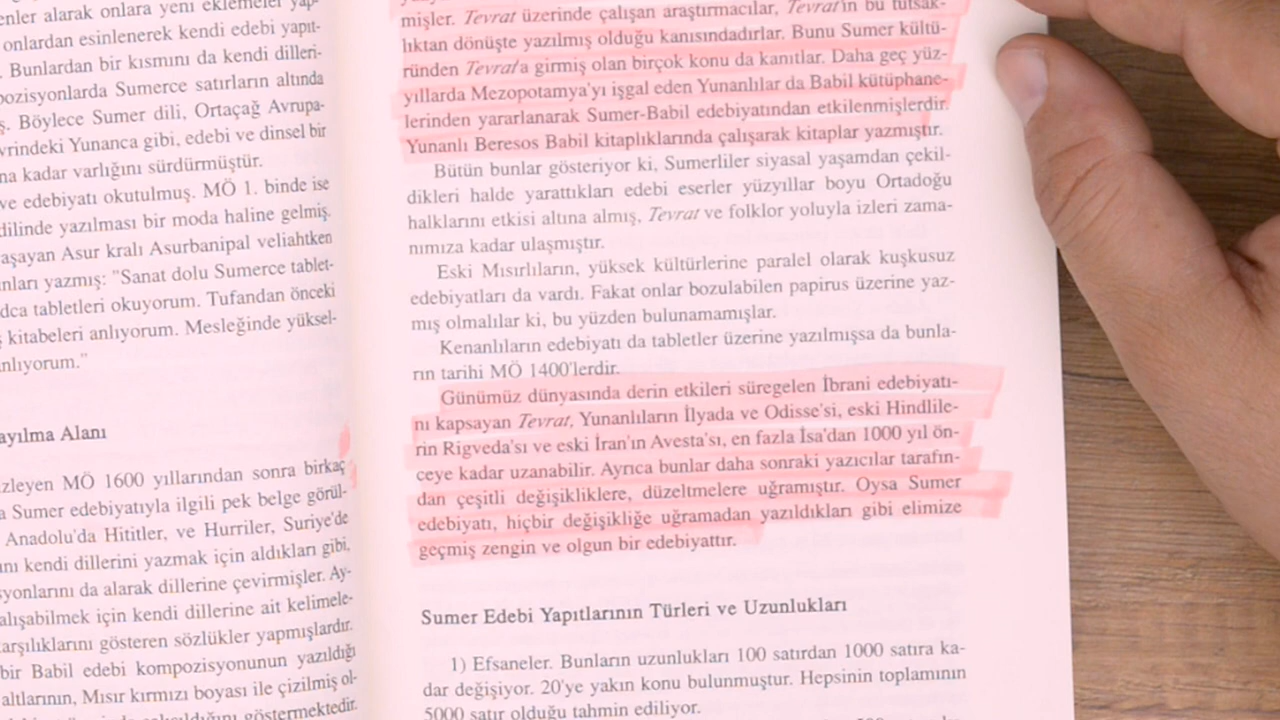 enler alarak onlara yeni eklemeler yap-
onlardan esinlenerek kendi edebi yapıt-
. Bunlardan bir kısmını da kendi dilleri-
pozisyonlarda Sumerce satırların altında
ş. Böylece Sumer dili, Ortaçağ Avrupa-
vrindeki Yunanca gibi, edebi ve dinsel bir
na kadar varlığını sürdürmüştür.
ve edebiyatı okutulmuş. MÖ 1. binde ise
dilinde yazılması bir moda haline gelmiş.
aşayan Asur kralı Asurbanipal veliahtken
nları yazmış: "Sanat dolu Sumerce tablet-
dca tabletleri okuyorum. Tufandan önceki
ş kitabeleri anlıyorum. Mesleğinde yüksel-
nlıyorum."
ayılma Alanı
izleyen MÖ 1600 yıllarından sonra birkaç
a Sumer edebiyatıyla ilgili pek belge görül-
Anadolu'da Hititler, ve Hurriler, Suriye'de
ını kendi dillerini yazmak için aldıkları gibi,
syonlarını da alarak dillerine çevirmişler. Ay-
alışabilmek için kendi dillerine ait kelimele-
arşılıklarını gösteren sözlükler yapmışlardır.
bir Babil edebi kompozisyonunun yazıldığı
altlarının, Mısır kırmızı boyası ile çizilmiş ol-
göstermektedir.
mişler. Tevrat üzerinde çalışan araştırmacılar, Tevrat'ın bu tutsak-
lıktan dönüşte yazılmış olduğu kanısındadırlar. Bunu Sumer kültü-
ründen Tevrat'a girmiş olan birçok konu da kanıtlar. Daha geç yüz-
yıllarda Mezopotamya'yı işgal eden Yunanlılar da Babil kütüphane-
lerinden yararlanarak Sumer-Babil edebiyatından etkilenmişlerdir.
Yunanlı Beresos Babil kitaplıklarında çalışarak kitaplar yazmıştır.
Bütün bunlar gösteriyor ki, Sumerliler siyasal yaşamdan çekil-
dikleri halde yarattıkları edebi eserler yüzyıllar boyu Ortadoğu
halklarını etkisi altına almış, Tevrat ve folklor yoluyla izleri zama-
nımıza kadar ulaşmıştır.
Eski Mısırlıların, yüksek kültürlerine paralel olarak kuşkusuz
edebiyatları da vardı. Fakat onlar bozulabilen papirus üzerine yaz-
mış olmalılar ki, bu yüzden bulunamamışlar.
Kenanlıların edebiyatı da tabletler üzerine yazılmışsa da bunla-
rın tarihi MÖ 1400'lerdir.
Günümüz dünyasında derin etkileri süregelen İbrani edebiyatı-
nı kapsayan Tevrat, Yunanlıların İlyada ve Odisse'si, eski Hindlile-
rin Rigveda'sı ve eski İran'ın Avesta'sı, en fazla İsa'dan 1000 yıl ön-
ceye kadar uzanabilir. Ayrıca bunlar daha sonraki yazıcılar tarafın-
dan çeşitli değişikliklere, düzeltmelere uğramıştır. Oysa Sumer
edebiyatı, hiçbir değişikliğe uğramadan yazıldıkları gibi elimize
geçmiş zengin ve olgun bir edebiyattır.
Sumer Edebi Yapıtlarının Türleri ve Uzunlukları
1) Efsaneler. Bunların uzunlukları 100 satırdan 1000 satıra ka-
dar değişiyor. 20'ye yakın konu bulunmuştur. Hepsinin toplamının
5000 satır olduğu tahmin ediliyor.